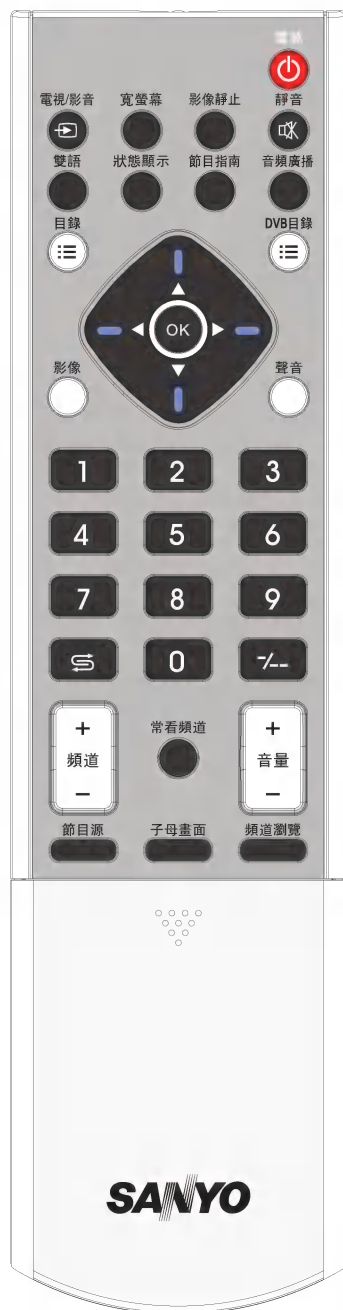 電視/影音 寬螢幕 影像靜止 靜音
雙語 狀態顯示 節目指南 音頻廣播
目錄 DVB目錄
OK
影像 聲音
1 2 3
4 5 6
7 8 9
0 -/--
+ 常看頻道 +
頻道 音量
− −
節目源 子母畫面 頻道瀏覽
SANYO